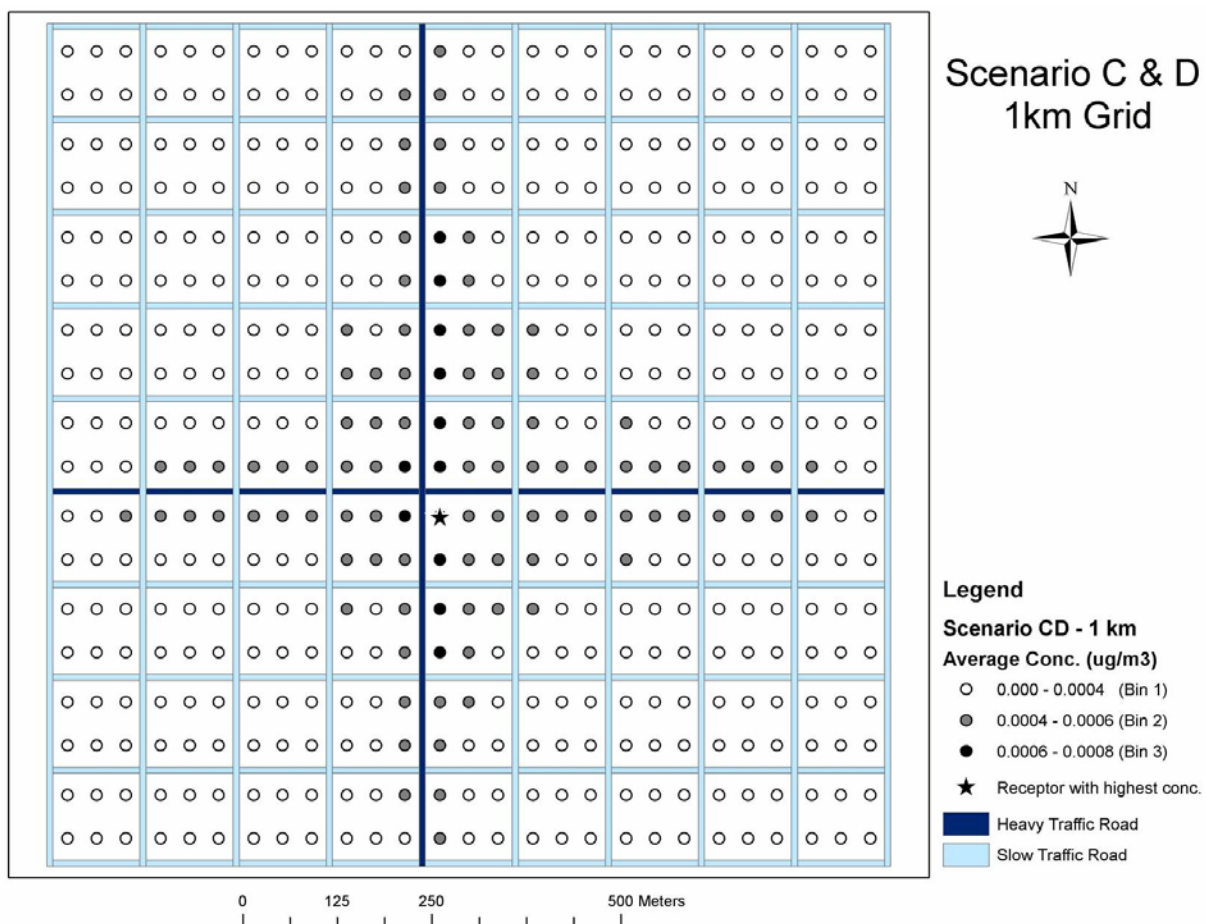 Scenario C & D
1km Grid
N
Legend
Scenario CD - 1 km
Average Conc. (ug/m3)
0.000 - 0.0004 (Bin 1)
0.0004 - 0.0006 (Bin 2)
0.0006 - 0.0008 (Bin 3)
Receptor with highest conc.
Heavy Traffic Road
Slow Traffic Road
0 125 250 500 Meters